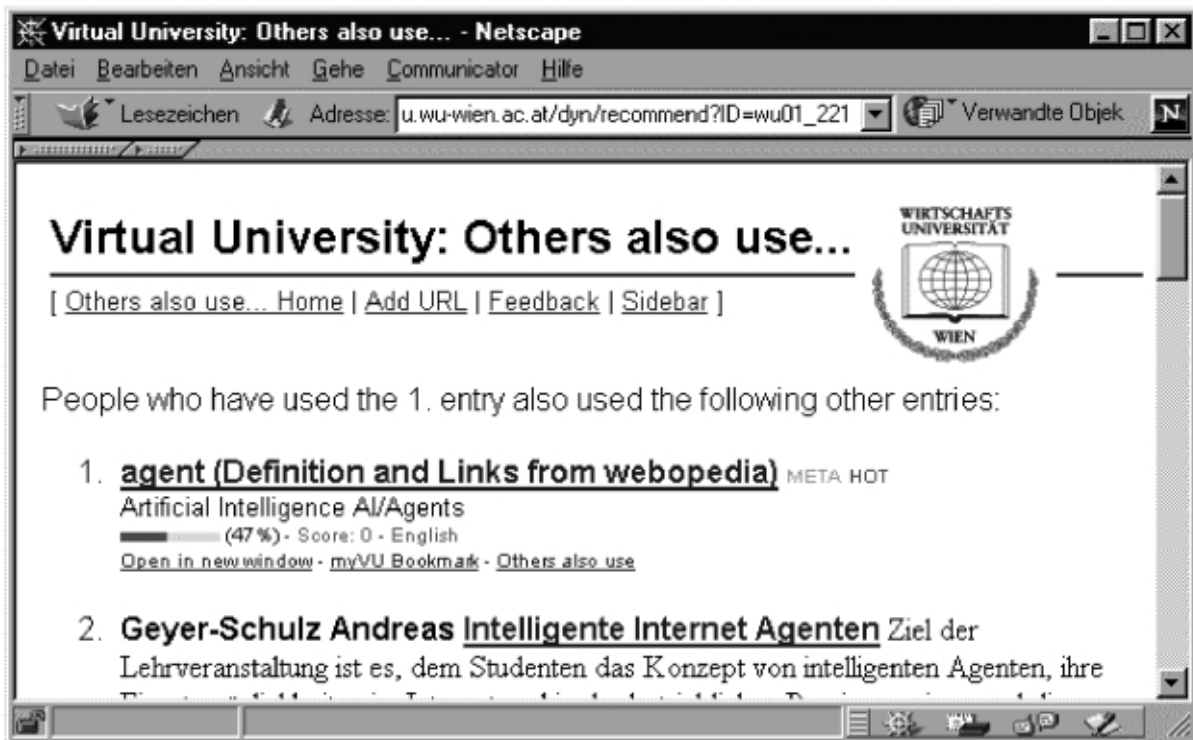 Virtual University: Others also use... - Netscape
Datei Bearbeiten Ansicht Gehe Communicator Hilfe
Lesezeichen Adresse: u.wu-wien.ac.at/dyn/recommend?ID=wu01_221 Verwandte Objek N
WIRTSCHAFTS
UNIVERSITÄT
Virtual University: Others also use...
[ Others also use... Home | Add URL | Feedback | Sidebar ]
WIEN
People who have used the 1. entry also used the following other entries:
1. agent (Definition and Links from webopedia) META HOT
Artificial Intelligence AI/Agents
(47%) - Score: 0 - English
Open in new window - myVU Bookmark - Others also use
2. Geyer-Schulz Andreas Intelligente Internet Agenten Ziel der
Lehrveranstaltung ist es, dem Studenten das Konzept von intelligenten Agenten, ihre